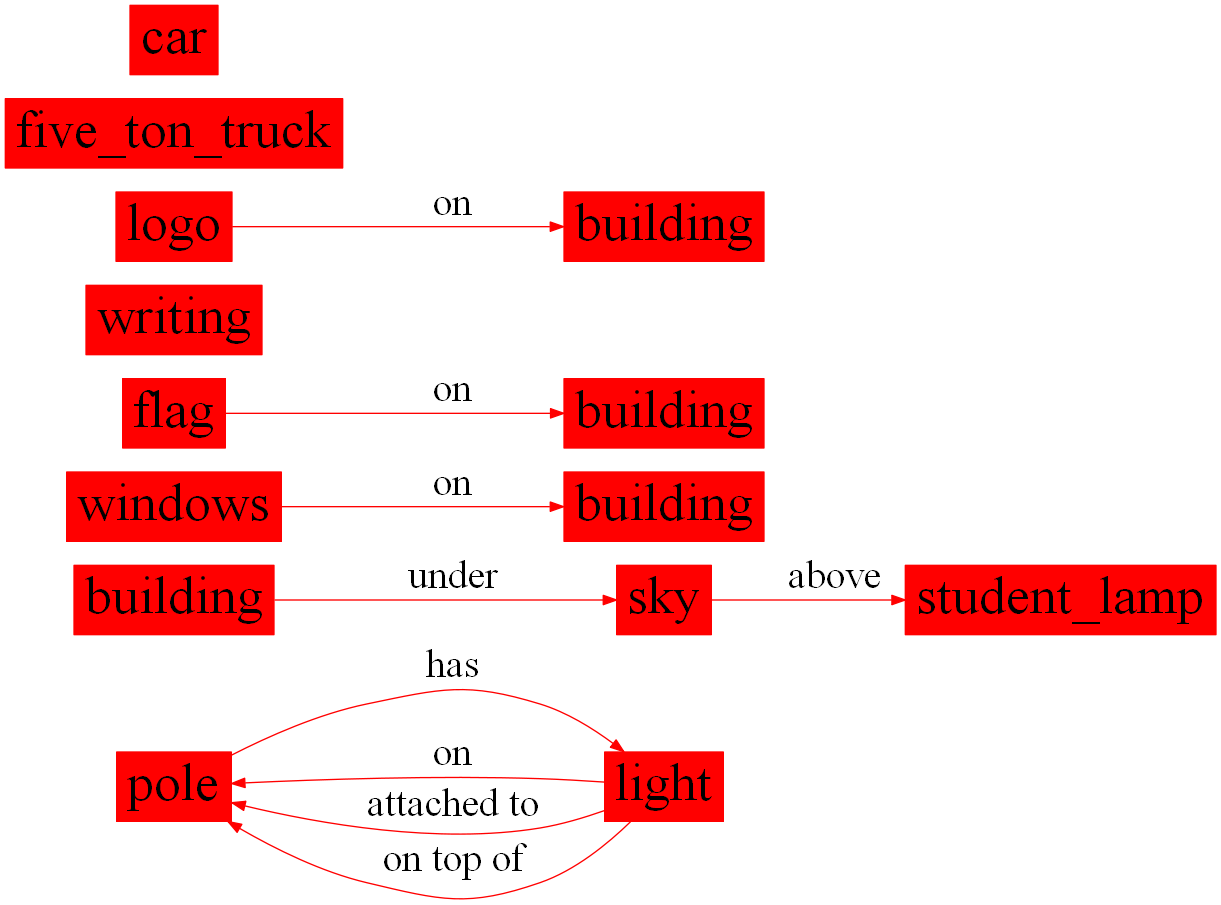 car
five_ton_truck
logo on building
writing
flag on building
windows on building
building under sky above student_lamp
has
pole on light
attached to
on top of